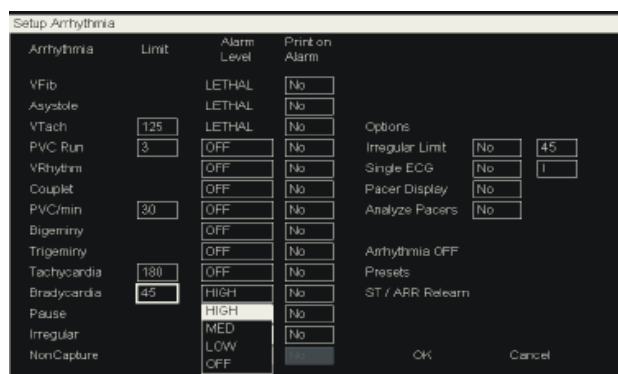 Setup Arrhythmia
Arrhythmia Limit Alarm Level Print on Alarm
VFib LETHAL No
Asystole LETHAL No
VTach 125 LETHAL No Options
PVC Run 3 OFF No Irregular Limit No 45
VRhythm OFF No Single ECG No I
Couplet OFF No Pacer Display No
PVC/min 30 OFF No Analyze Pacers No
Bigeminy OFF No
Trigeminy OFF No Arrhythmia OFF
Tachycardia 180 OFF No Presets
Bradycardia 45 HIGH No ST / ARR Relearn
Pause HIGH No
Irregular MED No
LOW
NonCapture OFF No OK Cancel